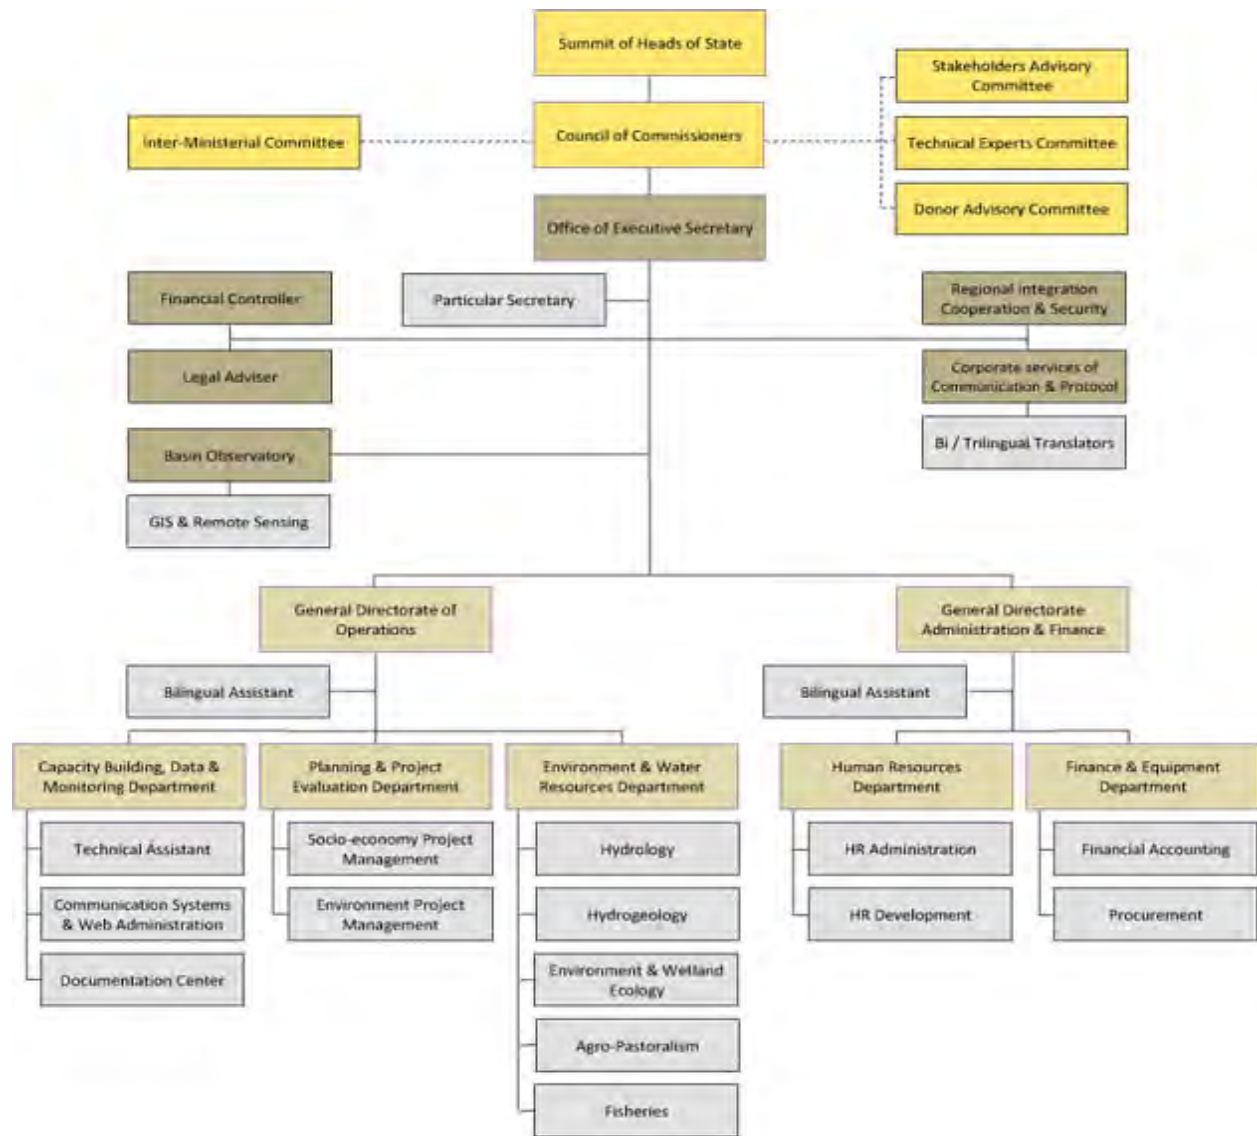 Summit of Heads of State
Stakeholders Advisory
Committee
Inter-Ministerial Committee
Council of Commissioners
Technical Experts Committee
Donor Advisory Committee
Office of Executive Secretary
Financial Controller
Particular Secretary
Regional integration
Cooperation & Security
Legal Adviser
Corporate services of
Communication & Protocol
Basin Observatory
Bi / Trilingual Translators
GIS & Remote Sensing
General Directorate of
Operations
General Directorate
Administration & Finance
Bilingual Assistant
Bilingual Assistant
Capacity Building, Data &
Monitoring Department
Planning & Project
Evaluation Department
Environment & Water
Resources Department
Human Resources
Department
Finance & Equipment
Department
Technical Assistant
Communication Systems
& Web Administration
Documentation Center
Socio-economy Project
Management
Environment Project
Management
Hydrology
Hydrogeology
Environment & Wetland
Ecology
Agro-Pastoralism
Fisheries
HR Administration
HR Development
Financial Accounting
Procurement